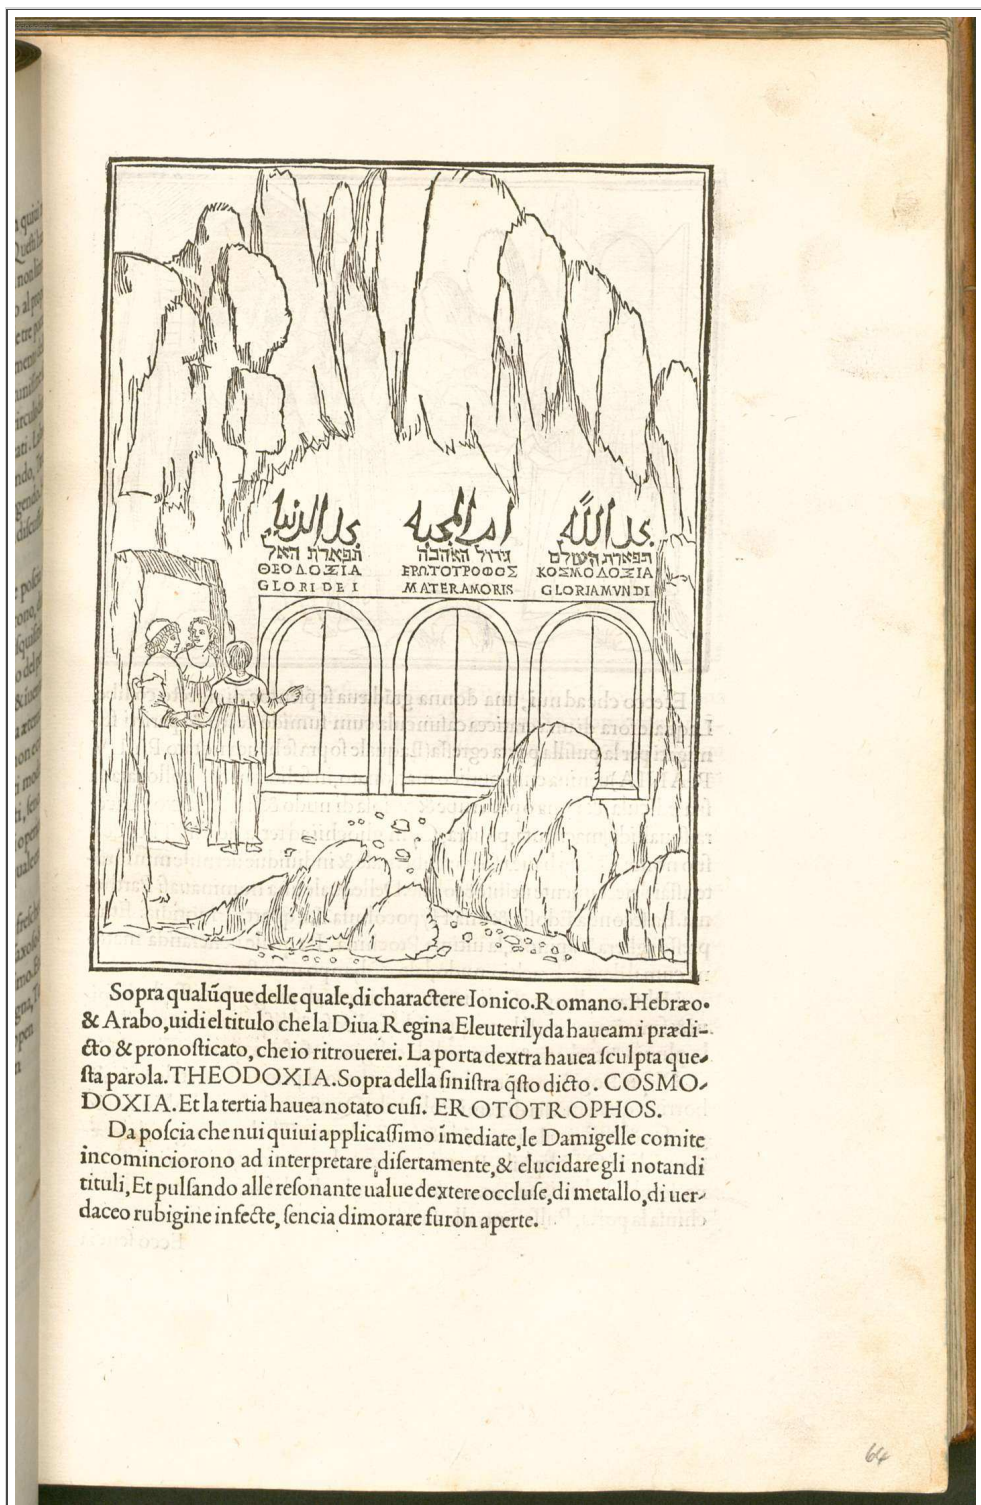 مجد الدنيا
תפארת האל
ΘΕΟΔΟΞΙΑ
GLORI DEI
ام المحبه
גידול האהבה
ΕΡΩΤΟΤΡΟΦΟΣ
MATER AMORIS
مجد الله
תפארת העולם
ΚΟΣΜΟΔΟΞΙΑ
GLORIA MVNDI
Sopra qualūque delle quale, di charactere Ionico. Romano. Hebræo.
& Arabo, uidi el titulo che la Diua Regina Eleuterilyda haueami prædi-
cto & pronosticato, che io ritrouerei. La porta dextra hauea sculpta que-
sta parola. THEODOXIA. Sopra della sinistra q̄sto dicto. COSMO-
DOXIA. Et la tertia hauea notato cusi. EROTOTROPHOS.
Da poscia che nui quiui applicassimo īmediate, le Damigelle comite
incominciorono ad interpretare disertamente, & elucidare gli notandi
tituli, Et pulsando alle resonante ualue dextere occluse, di metallo, di uer-
daceo rubigine infecte, sencia dimorare furon aperte.
64